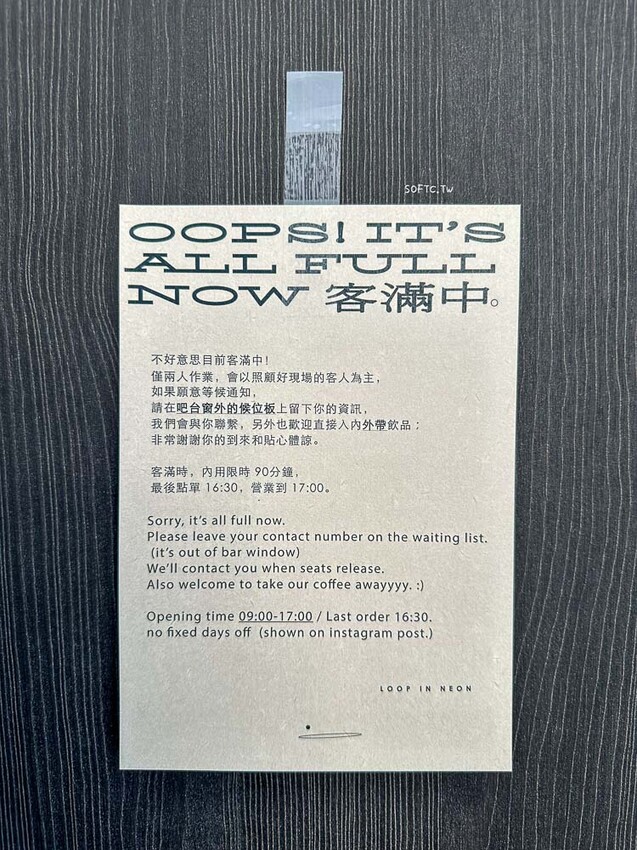 SOFTC.TW
OOPS! IT'S
ALL FULL
NOW 客滿中。
不好意思目前客滿中!
僅兩人作業，會以照顧好現場的客人為主，
如果願意等候通知，
請在吧台窗外的候位板上留下你的資訊，
我們會與你聯繫，另外也歡迎直接入內外帶飲品；
非常謝謝你的到來和貼心體諒。
客滿時，內用限時 90分鐘，
最後點單 16:30，營業到 17:00。
Sorry, it's all full now.
Please leave your contact number on the waiting list.
(it's out of bar window)
We'll contact you when seats release.
Also welcome to take our coffee awayyyy. :)
Opening time 09:00-17:00 / Last order 16:30.
no fixed days off (shown on instagram post.)
LOOP IN NEON